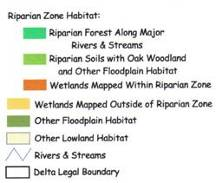 Riparian Zone Habitat:
Riparian Forest Along Major
Rivers & Streams
Riparian Soils with Oak Woodland
and Other Floodplain Habitat
Wetlands Mapped Within Riparian Zone
Wetlands Mapped Outside of Riparian Zone
Other Floodplain Habitat
Other Lowland Habitat
Rivers & Streams
Delta Legal Boundary